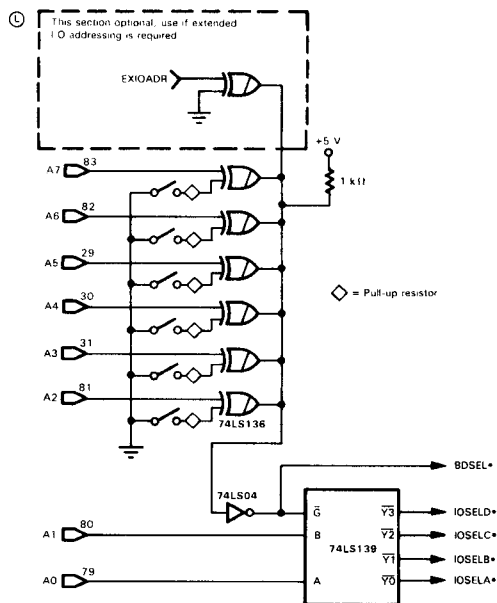 L
This section optional, use if extended
I/O addressing is required
EXIOADR
+5 V
1 kΩ
A7 83
A6 82
A5 29
A4 30
A3 31
A2 81
= Pull-up resistor
74LS136
74LS04
BDSEL*
A1 80
A0 79
G
B
A
74LS139
Y3
Y2
Y1
Y0
IOSELD*
IOSELC*
IOSELB*
IOSELA*